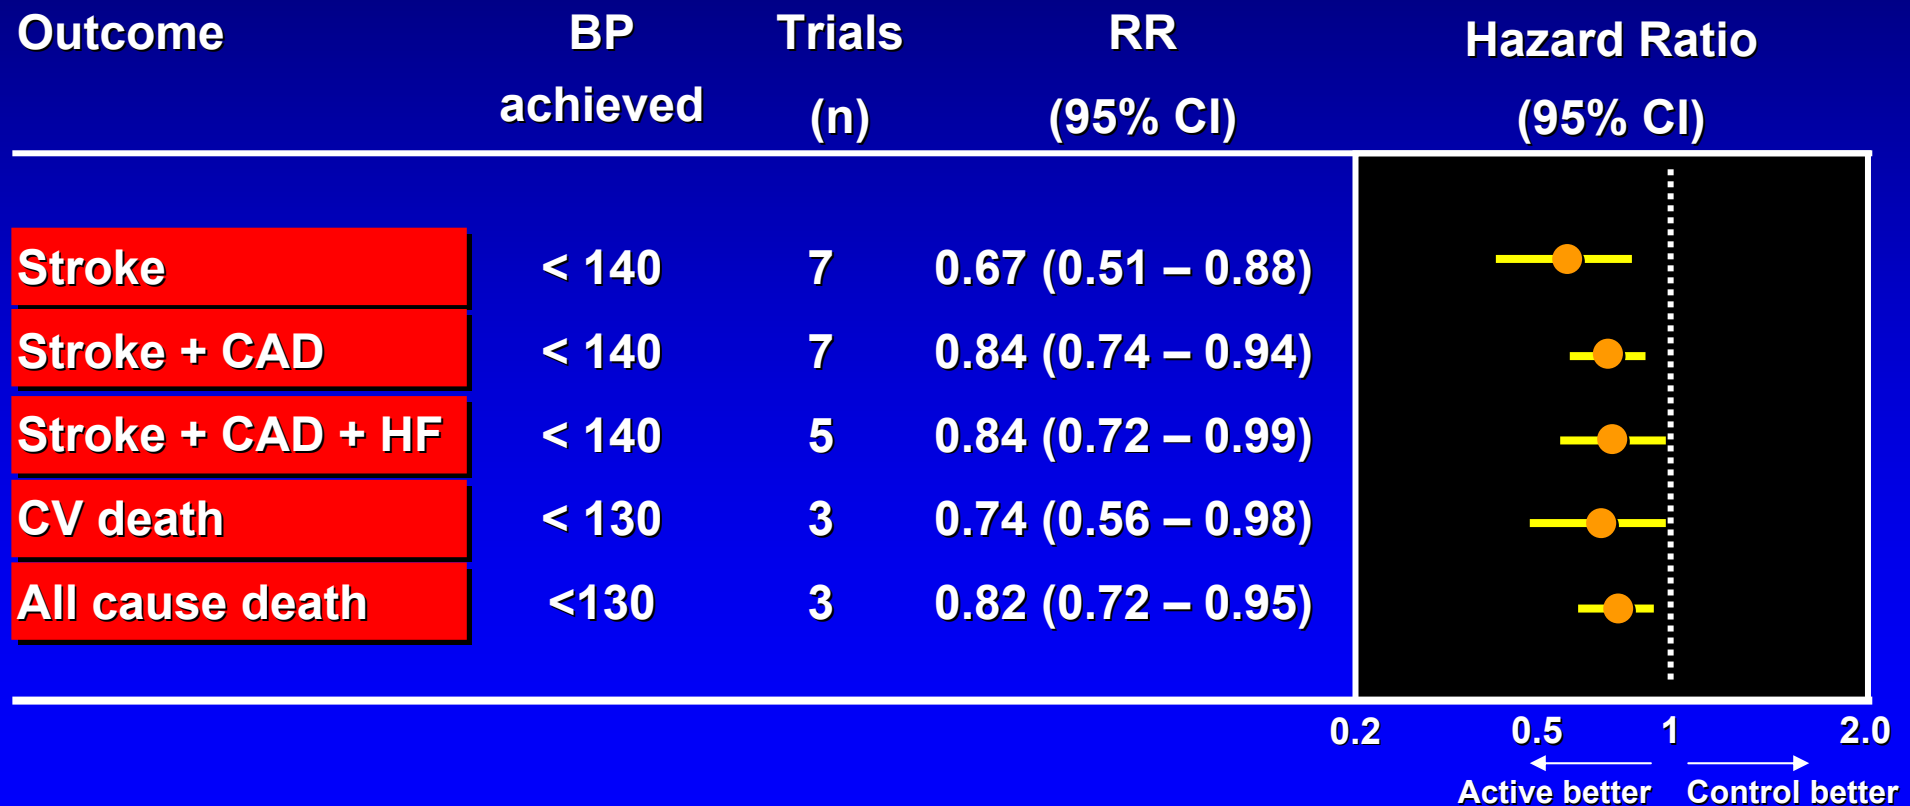 Outcome BP Trials RR Hazard Ratio
achieved (n) (95% CI) (95% CI)
Stroke < 140 7 0.67 (0.51 – 0.88)
Stroke + CAD < 140 7 0.84 (0.74 – 0.94)
Stroke + CAD + HF < 140 5 0.84 (0.72 – 0.99)
CV death < 130 3 0.74 (0.56 – 0.98)
All cause death <130 3 0.82 (0.72 – 0.95)
0.2 0.5 1 2.0
Active better Control better